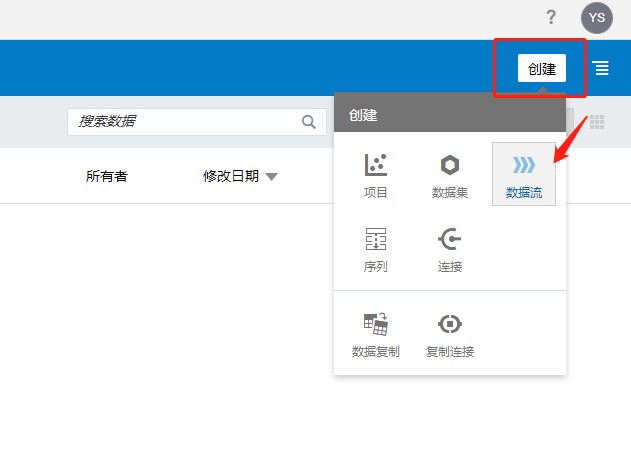 ?
YS
创建
搜索数据
创建
所有者
修改日期
项目
数据集
数据流
序列
连接
数据复制
复制连接